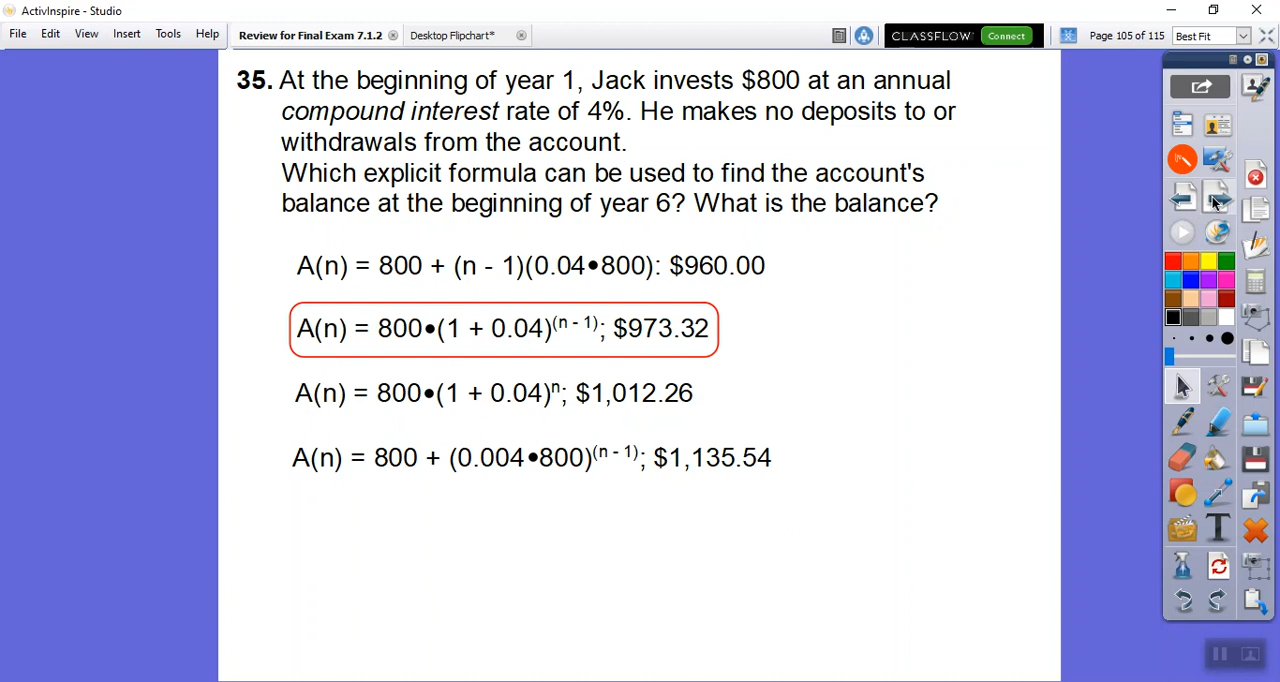 ActivInspire - Studio
File Edit View Insert Tools Help
Review for Final Exam 7.1.2
Desktop Flipchart*
CLASSFLOW Connect
Page 105 of 115
Best Fit
35. At the beginning of year 1, Jack invests $800 at an annual
compound interest rate of 4%. He makes no deposits to or
withdrawals from the account.
Which explicit formula can be used to find the account's
balance at the beginning of year 6? What is the balance?
A(n) = 800 + (n - 1)(0.04•800): $960.00
A(n) = 800•(1 + 0.04)⁽ⁿ ⁻ ¹⁾; $973.32
A(n) = 800•(1 + 0.04)ⁿ; $1,012.26
A(n) = 800 + (0.004•800)⁽ⁿ ⁻ ¹⁾; $1,135.54
T